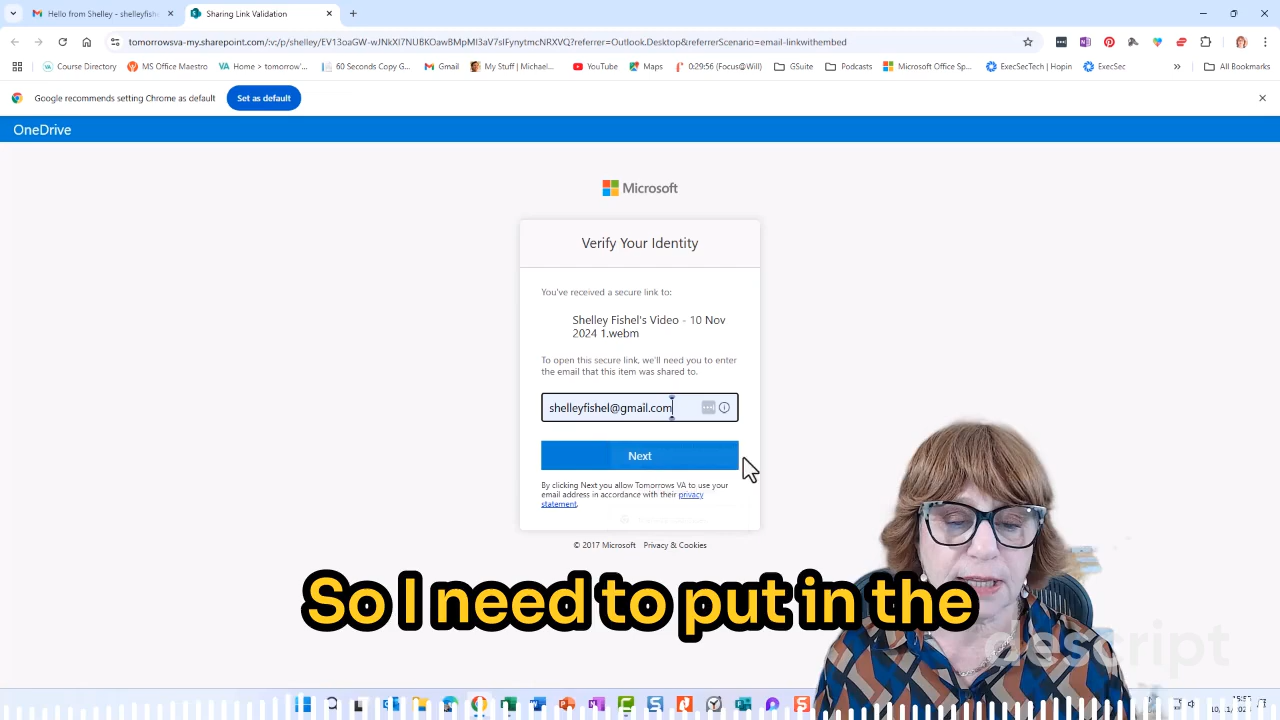 Hello from Shelley - shelleyfish
Sharing Link Validation
tomorrowsva-my.sharepoint.com/:v:/p/shelley/EV13oaGW-wJNkXI7NUBKOawBMpMI3aV7slFynytmcNRXVQ?referrer=Outlook.Desktop&referrerScenario=email-linkwithembed
Course Directory
MS Office Maestro
Home > tomorrow'...
60 Seconds Copy G...
Gmail
My Stuff | Michael...
YouTube
Maps
0:29:56 (Focus@Will)
GSuite
Podcasts
Microsoft Office Sp...
ExecSecTech | Hopin
ExecSec
All Bookmarks
Google recommends setting Chrome as default
Set as default
OneDrive
Microsoft
Verify Your Identity
You've received a secure link to:
Shelley Fishel's Video - 10 Nov
2024 1.webm
To open this secure link, we'll need you to enter
the email that this item was shared to.
shelleyfishel@gmail.com
Next
By clicking Next you allow Tomorrows VA to use your
email address in accordance with their privacy
statement.
© 2017 Microsoft Privacy & Cookies
So I need to put in the
descript